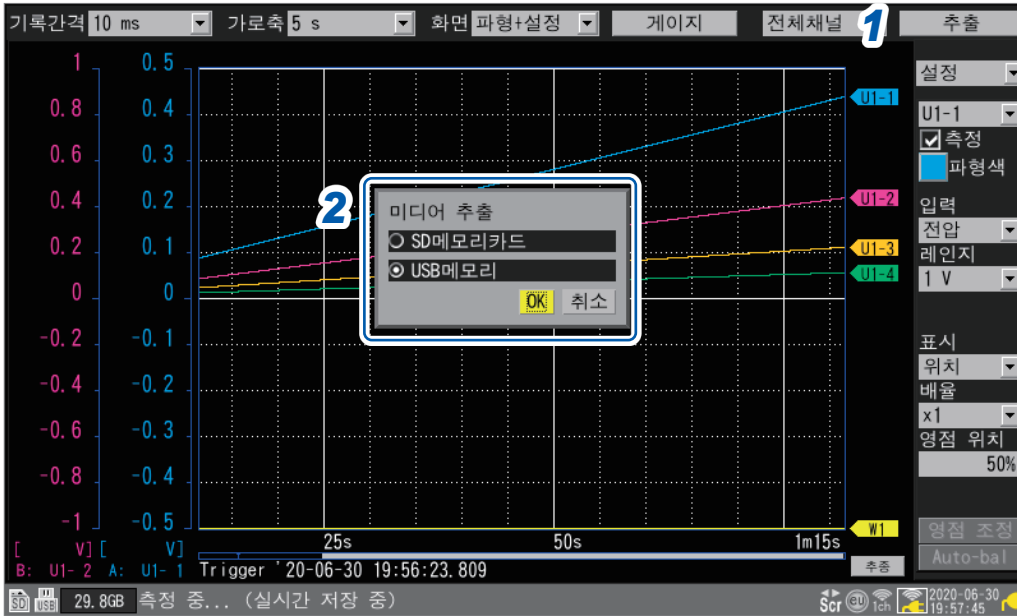 기록간격 10 ms 가로축 5 s 화면 파형+설정 게이지 전체채널 1 추출
1 0.5
0.8 0.4
0.6 0.3
0.4 0.2
0.2 0.1
0 0
-0.2 -0.1
-0.4 -0.2
-0.6 -0.3
-0.8 -0.4
-1 -0.5
U1-1
U1-2
U1-3
U1-4
W1
2
미디어 추출
SD메모리카드
USB메모리
OK 취소
설정
U1-1
측정
파형색
입력
전압
레인지
1 V
표시
위치
배율
x1
영점 위치
50%
영점 조정
Auto-bal
25s 50s 1m15s
[ V] [ V]
B: U1- 2 A: U1- 1 Trigger '20-06-30 19:56:23.809 추종
SD USB 29.8GB 측정 중... (실시간 저장 중) Scr eu 1ch 2020-06-30
19:57:45